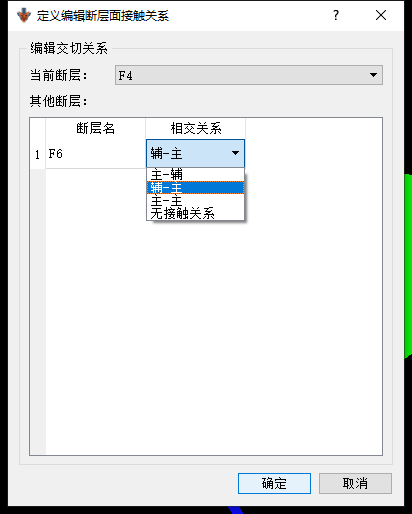 定义编辑断层面接触关系
编辑交切关系
当前断层: F4
其他断层:
断层名 相交关系
1 F6 辅-主
主-辅
辅-主
主-主
无接触关系
确定 取消